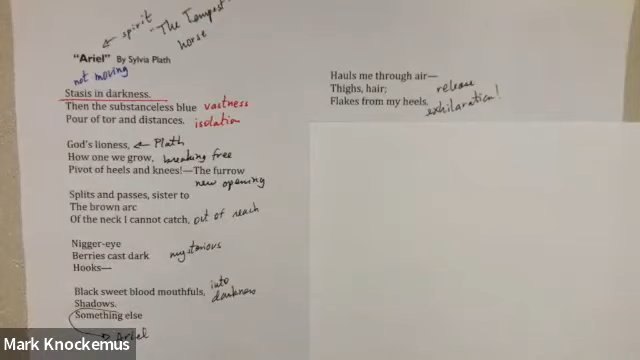 spirit "The Tempest"
horse
"Ariel" By Sylvia Plath
not moving
Stasis in darkness.
Then the substanceless blue vastness
Pour of tor and distances. isolation
God's lioness, ← Plath
How one we grow, breaking free
Pivot of heels and knees!—The furrow
new opening
Splits and passes, sister to
The brown arc
Of the neck I cannot catch, out of reach
Nigger-eye
Berries cast dark mysterious
Hooks—
Black sweet blood mouthfuls, into
darkness
Shadows.
Something else
Ariel
Hauls me through air—
Thighs, hair; release
Flakes from my heels. exhilaration!
Mark Knockemus